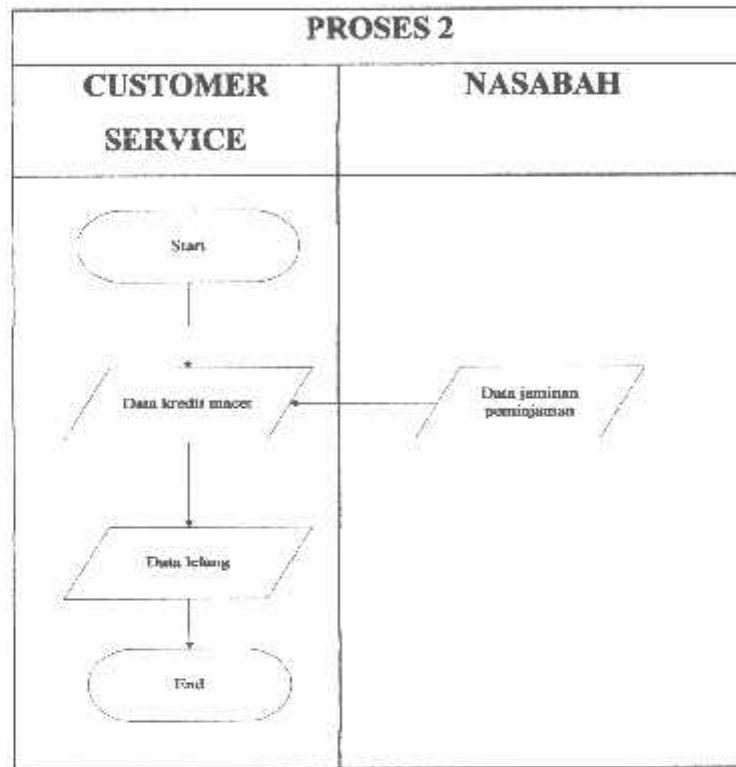 PROSES 2
CUSTOMER
SERVICE
NASABAH
Start
Data kredit macet
Data jaminan
peminjaman
Data lelang
End